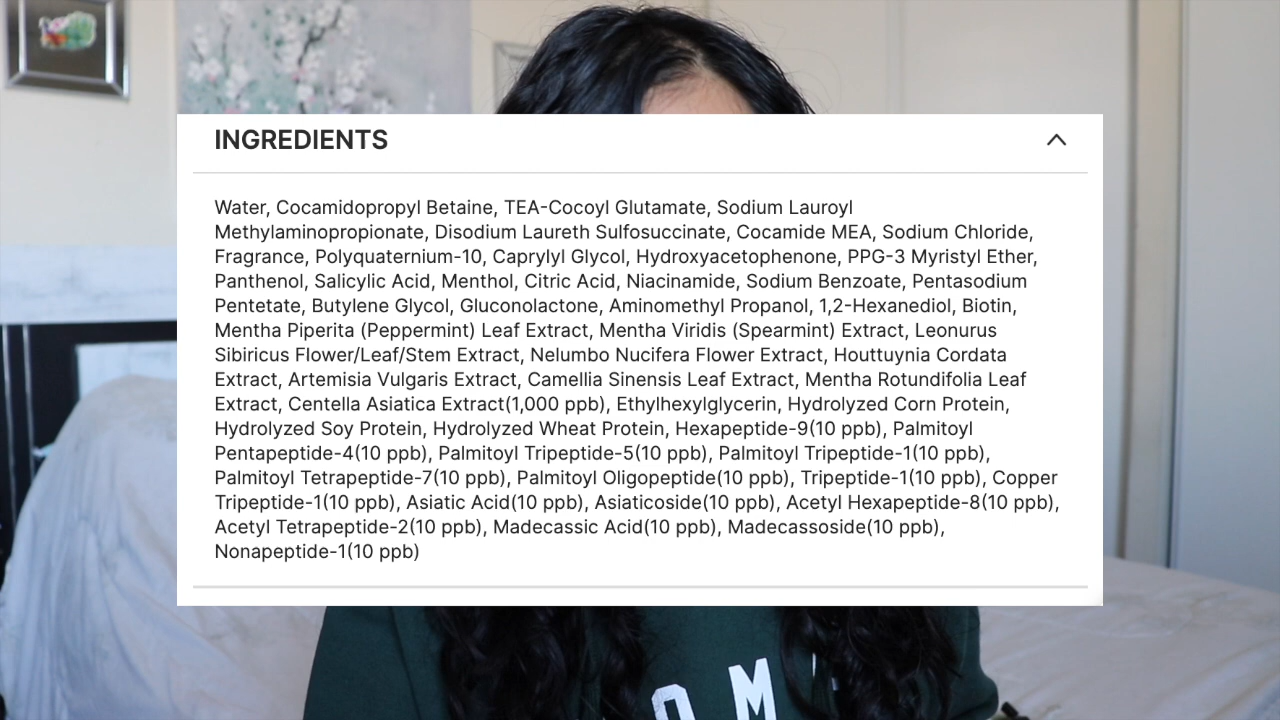 INGREDIENTS
Water, Cocamidopropyl Betaine, TEA-Cocoyl Glutamate, Sodium Lauroyl
Methylaminopropionate, Disodium Laureth Sulfosuccinate, Cocamide MEA, Sodium Chloride,
Fragrance, Polyquaternium-10, Caprylyl Glycol, Hydroxyacetophenone, PPG-3 Myristyl Ether,
Panthenol, Salicylic Acid, Menthol, Citric Acid, Niacinamide, Sodium Benzoate, Pentasodium
Pentetate, Butylene Glycol, Gluconolactone, Aminomethyl Propanol, 1,2-Hexanediol, Biotin,
Mentha Piperita (Peppermint) Leaf Extract, Mentha Viridis (Spearmint) Extract, Leonurus
Sibiricus Flower/Leaf/Stem Extract, Nelumbo Nucifera Flower Extract, Houttuynia Cordata
Extract, Artemisia Vulgaris Extract, Camellia Sinensis Leaf Extract, Mentha Rotundifolia Leaf
Extract, Centella Asiatica Extract(1,000 ppb), Ethylhexylglycerin, Hydrolyzed Corn Protein,
Hydrolyzed Soy Protein, Hydrolyzed Wheat Protein, Hexapeptide-9(10 ppb), Palmitoyl
Pentapeptide-4(10 ppb), Palmitoyl Tripeptide-5(10 ppb), Palmitoyl Tripeptide-1(10 ppb),
Palmitoyl Tetrapeptide-7(10 ppb), Palmitoyl Oligopeptide(10 ppb), Tripeptide-1(10 ppb), Copper
Tripeptide-1(10 ppb), Asiatic Acid(10 ppb), Asiaticoside(10 ppb), Acetyl Hexapeptide-8(10 ppb),
Acetyl Tetrapeptide-2(10 ppb), Madecassic Acid(10 ppb), Madecassoside(10 ppb),
Nonapeptide-1(10 ppb)